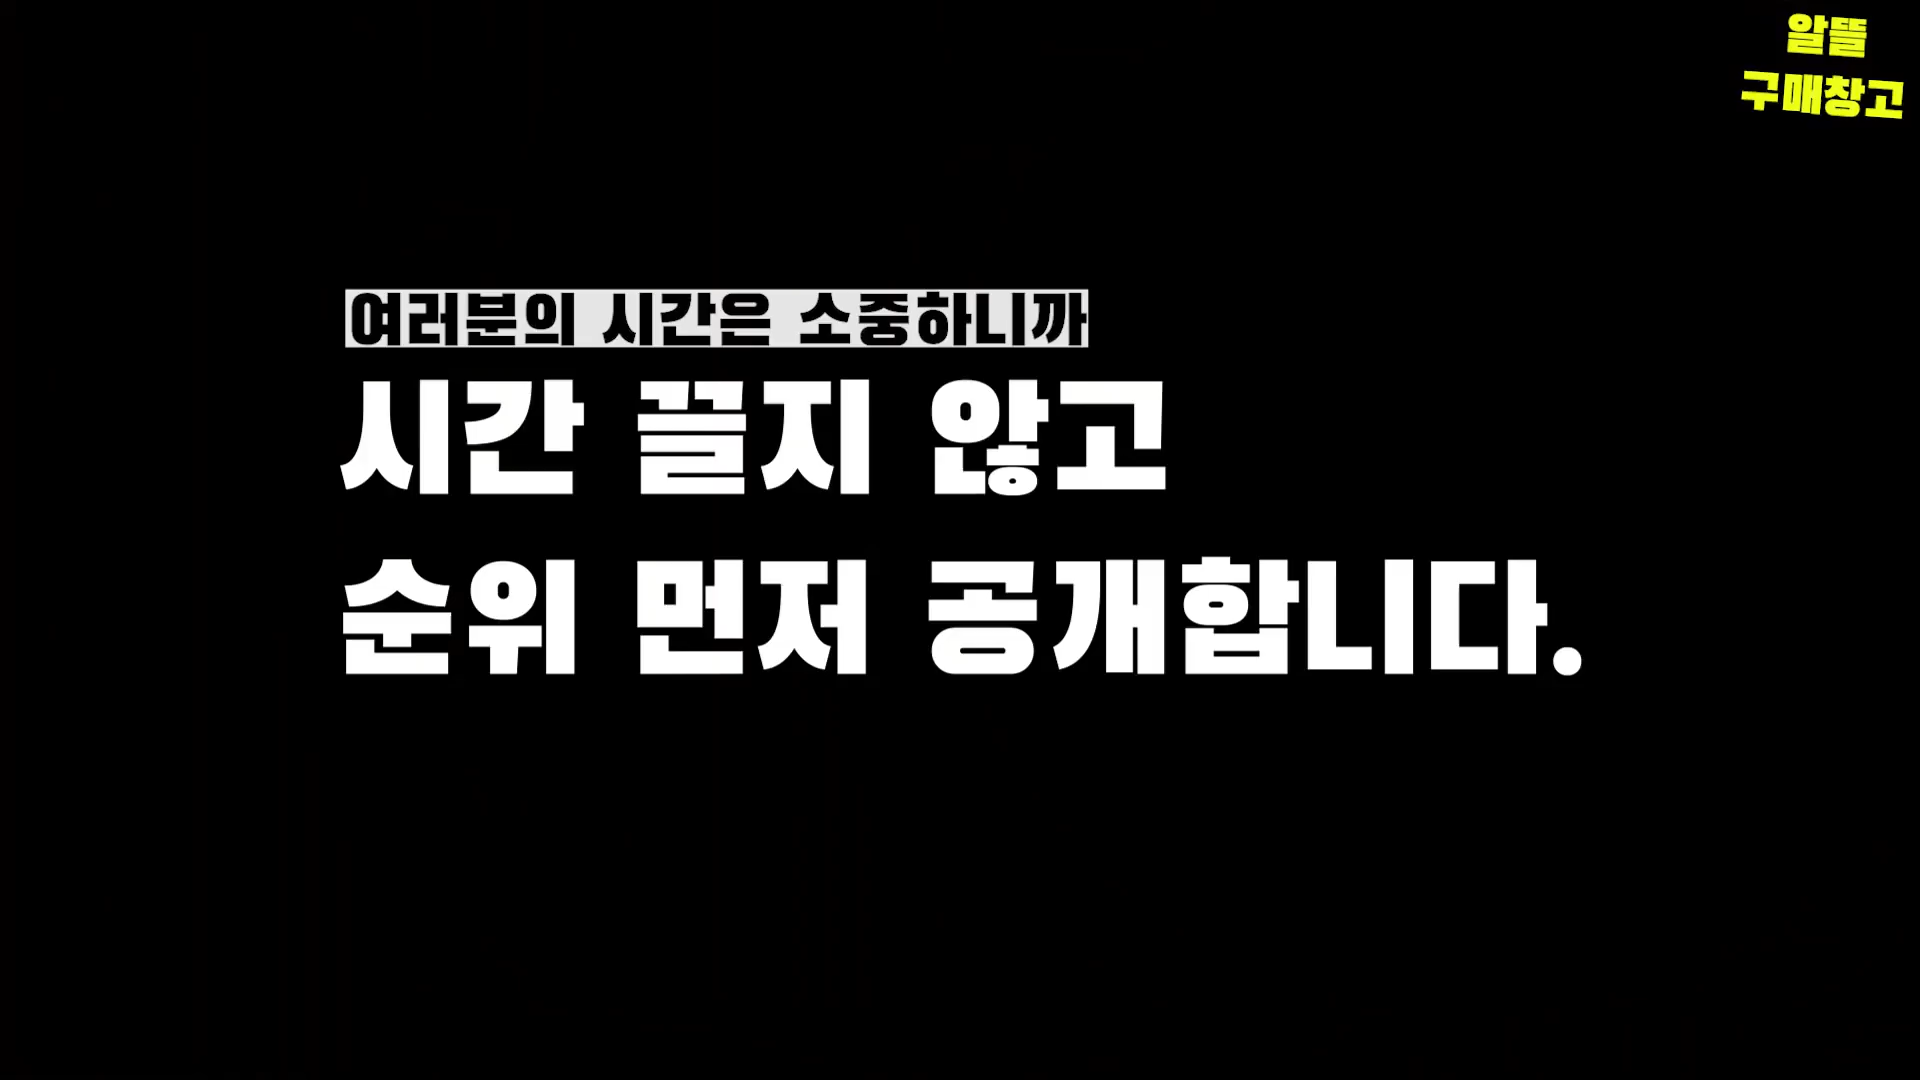 알뜰
구매창고
여러분의 시간은 소중하니까
시간 끌지 않고
순위 먼저 공개합니다.